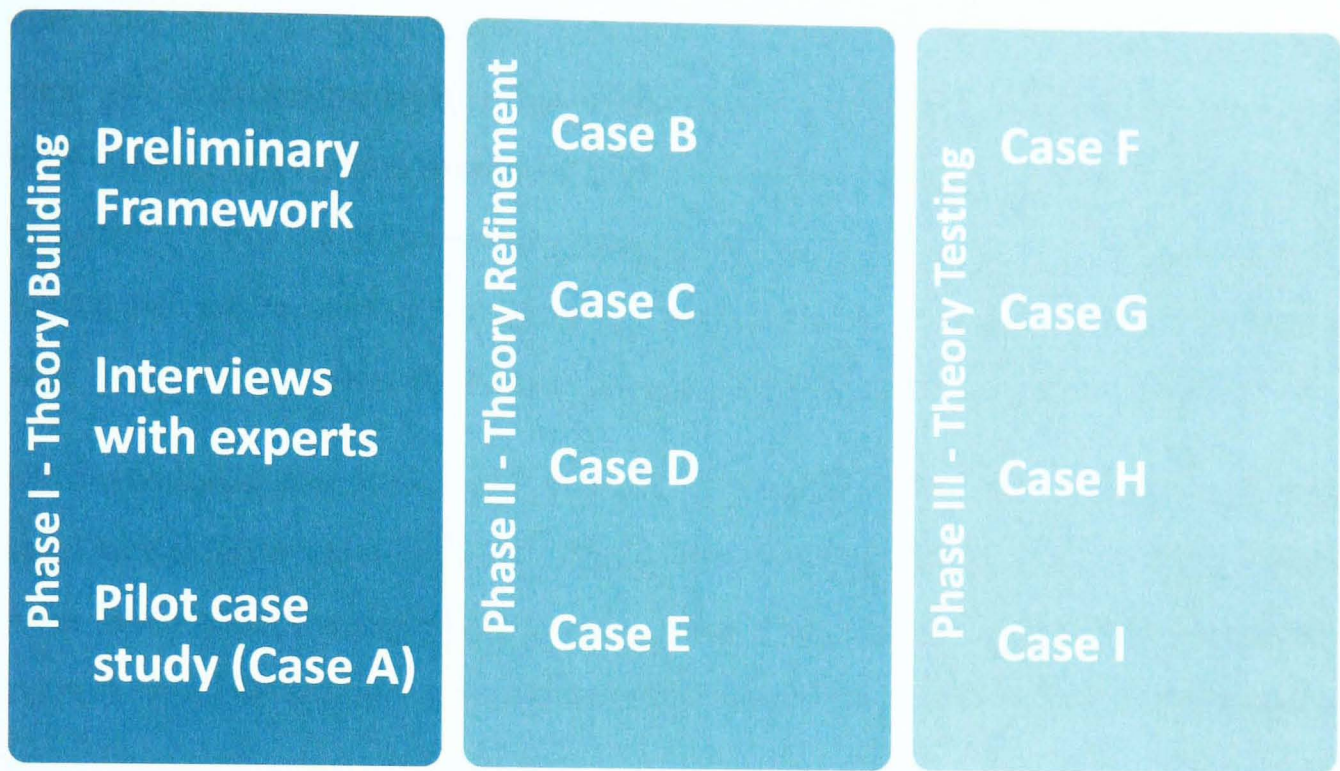 Phase I - Theory Building
Preliminary
Framework
Interviews
with experts
Pilot case
study (Case A)
Phase II - Theory Refinement
Case B
Case C
Case D
Case E
Phase III - Theory Testing
Case F
Case G
Case H
Case I